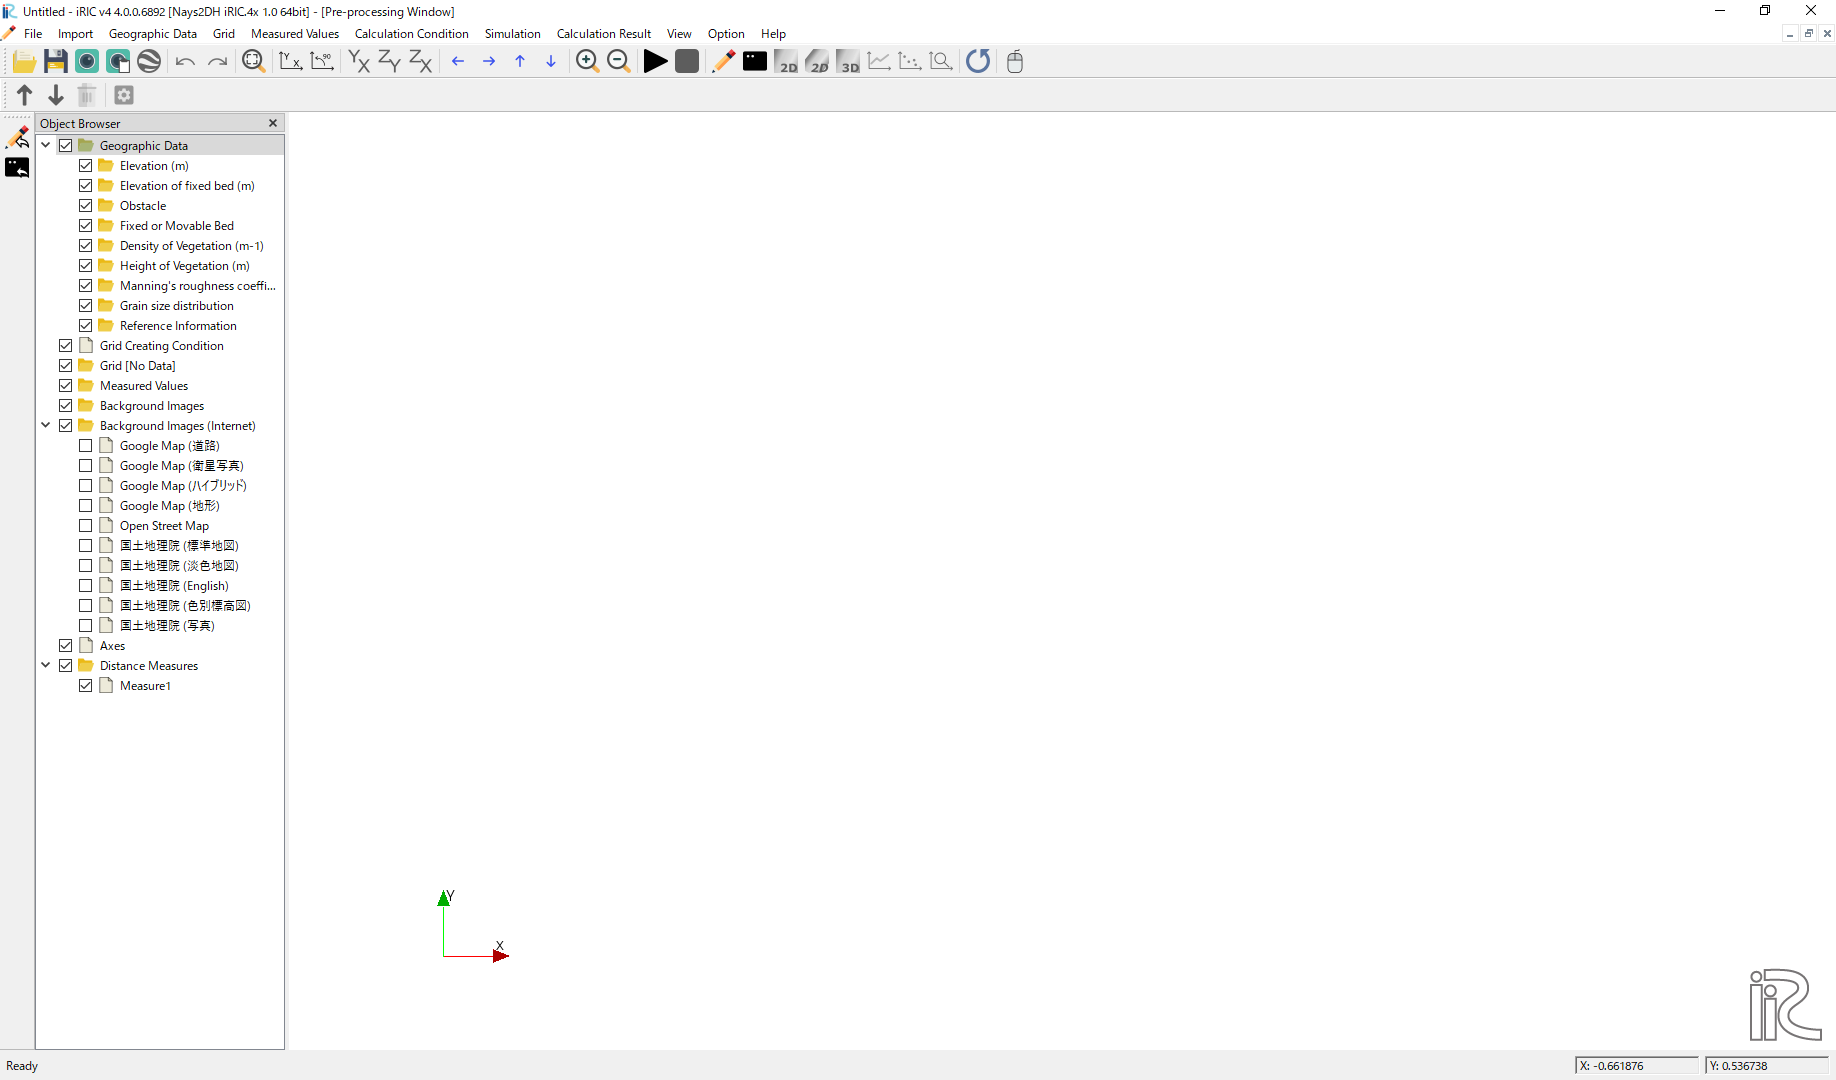 Untitled - iRIC v4 4.0.0.6892 [Nays2DH iRIC.4x 1.0 64bit] - [Pre-processing Window]
File Import Geographic Data Grid Measured Values Calculation Condition Simulation Calculation Result View Option Help
Y X -90 YX ZY ZX 2D 2D 3D
Object Browser
Geographic Data
Elevation (m)
Elevation of fixed bed (m)
Obstacle
Fixed or Movable Bed
Density of Vegetation (m-1)
Height of Vegetation (m)
Manning's roughness coeffi...
Grain size distribution
Reference Information
Grid Creating Condition
Grid [No Data]
Measured Values
Background Images
Background Images (Internet)
Google Map (道路)
Google Map (衛星写真)
Google Map (ハイブリッド)
Google Map (地形)
Open Street Map
国土地理院 (標準地図)
国土地理院 (淡色地図)
国土地理院 (English)
国土地理院 (色別標高図)
国土地理院 (写真)
Axes
Distance Measures
Measure1
Y
X
iRIC
Ready
X: -0.661876
Y: 0.536738